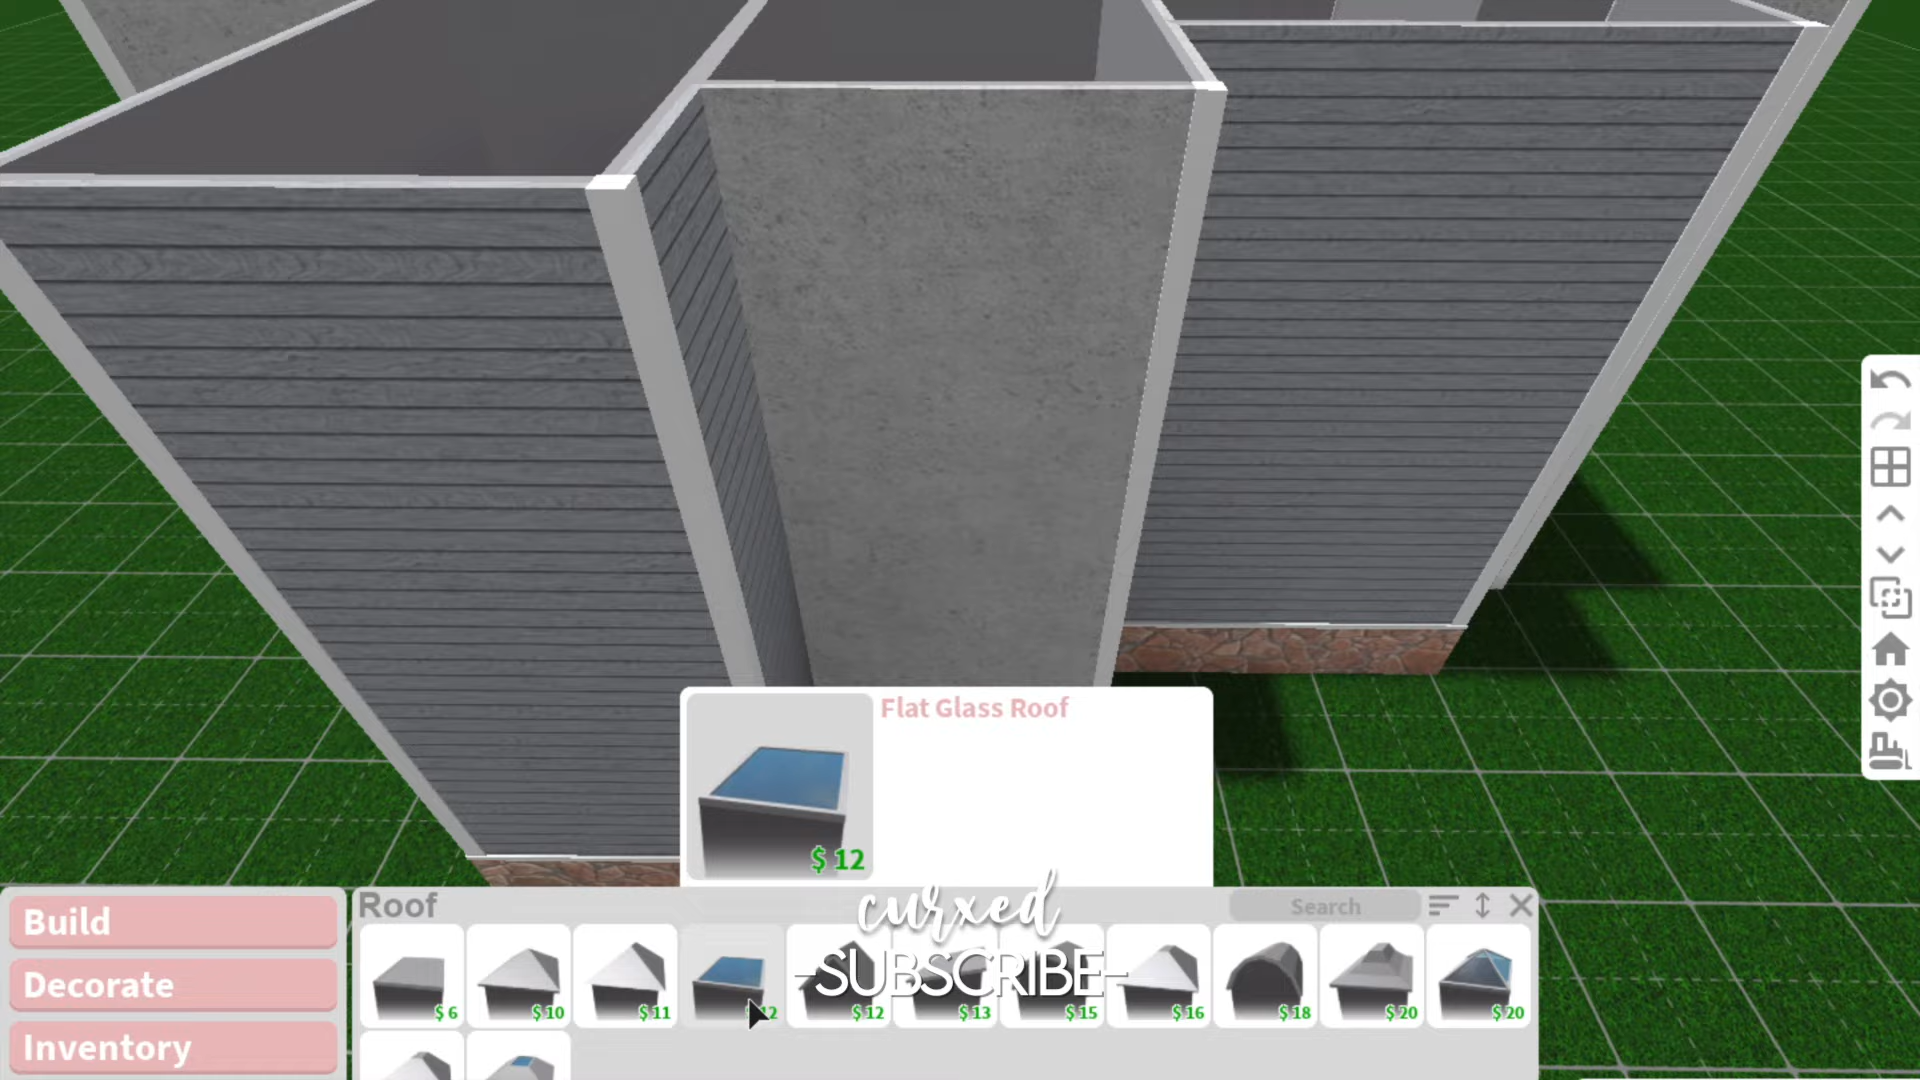 Flat Glass Roof
$ 12
Roof
Search
curxed
-SUBSCRIBE-
Build
Decorate
Inventory
$ 6
$ 10
$ 11
12
$ 12
$ 13
$ 15
$ 16
$ 18
$ 20
$ 20